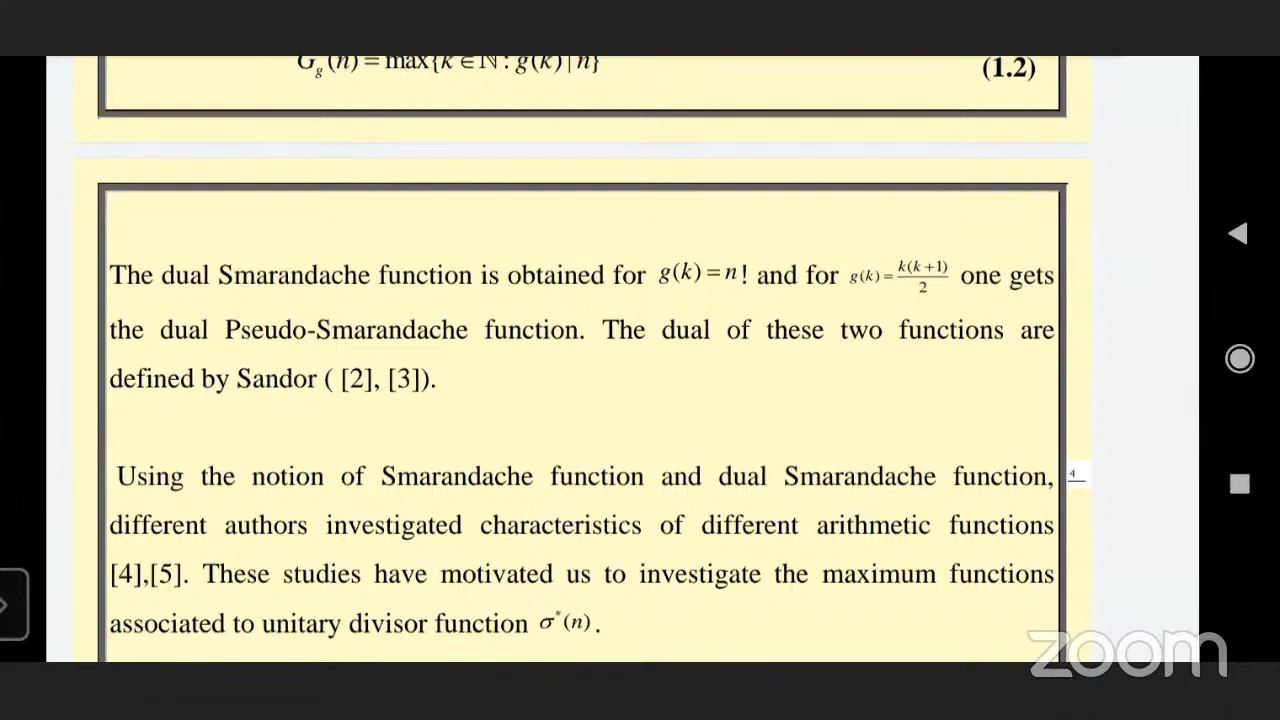 G_g(n) = max{k ∈ ℕ : g(k) | n}
(1.2)
The dual Smarandache function is obtained for g(k) = n! and for g(k) = k(k+1)/2 one gets
the dual Pseudo-Smarandache function. The dual of these two functions are
defined by Sandor ( [2], [3]).
Using the notion of Smarandache function and dual Smarandache function,
different authors investigated characteristics of different arithmetic functions
[4],[5]. These studies have motivated us to investigate the maximum functions
associated to unitary divisor function σ*(n).
4
zoom